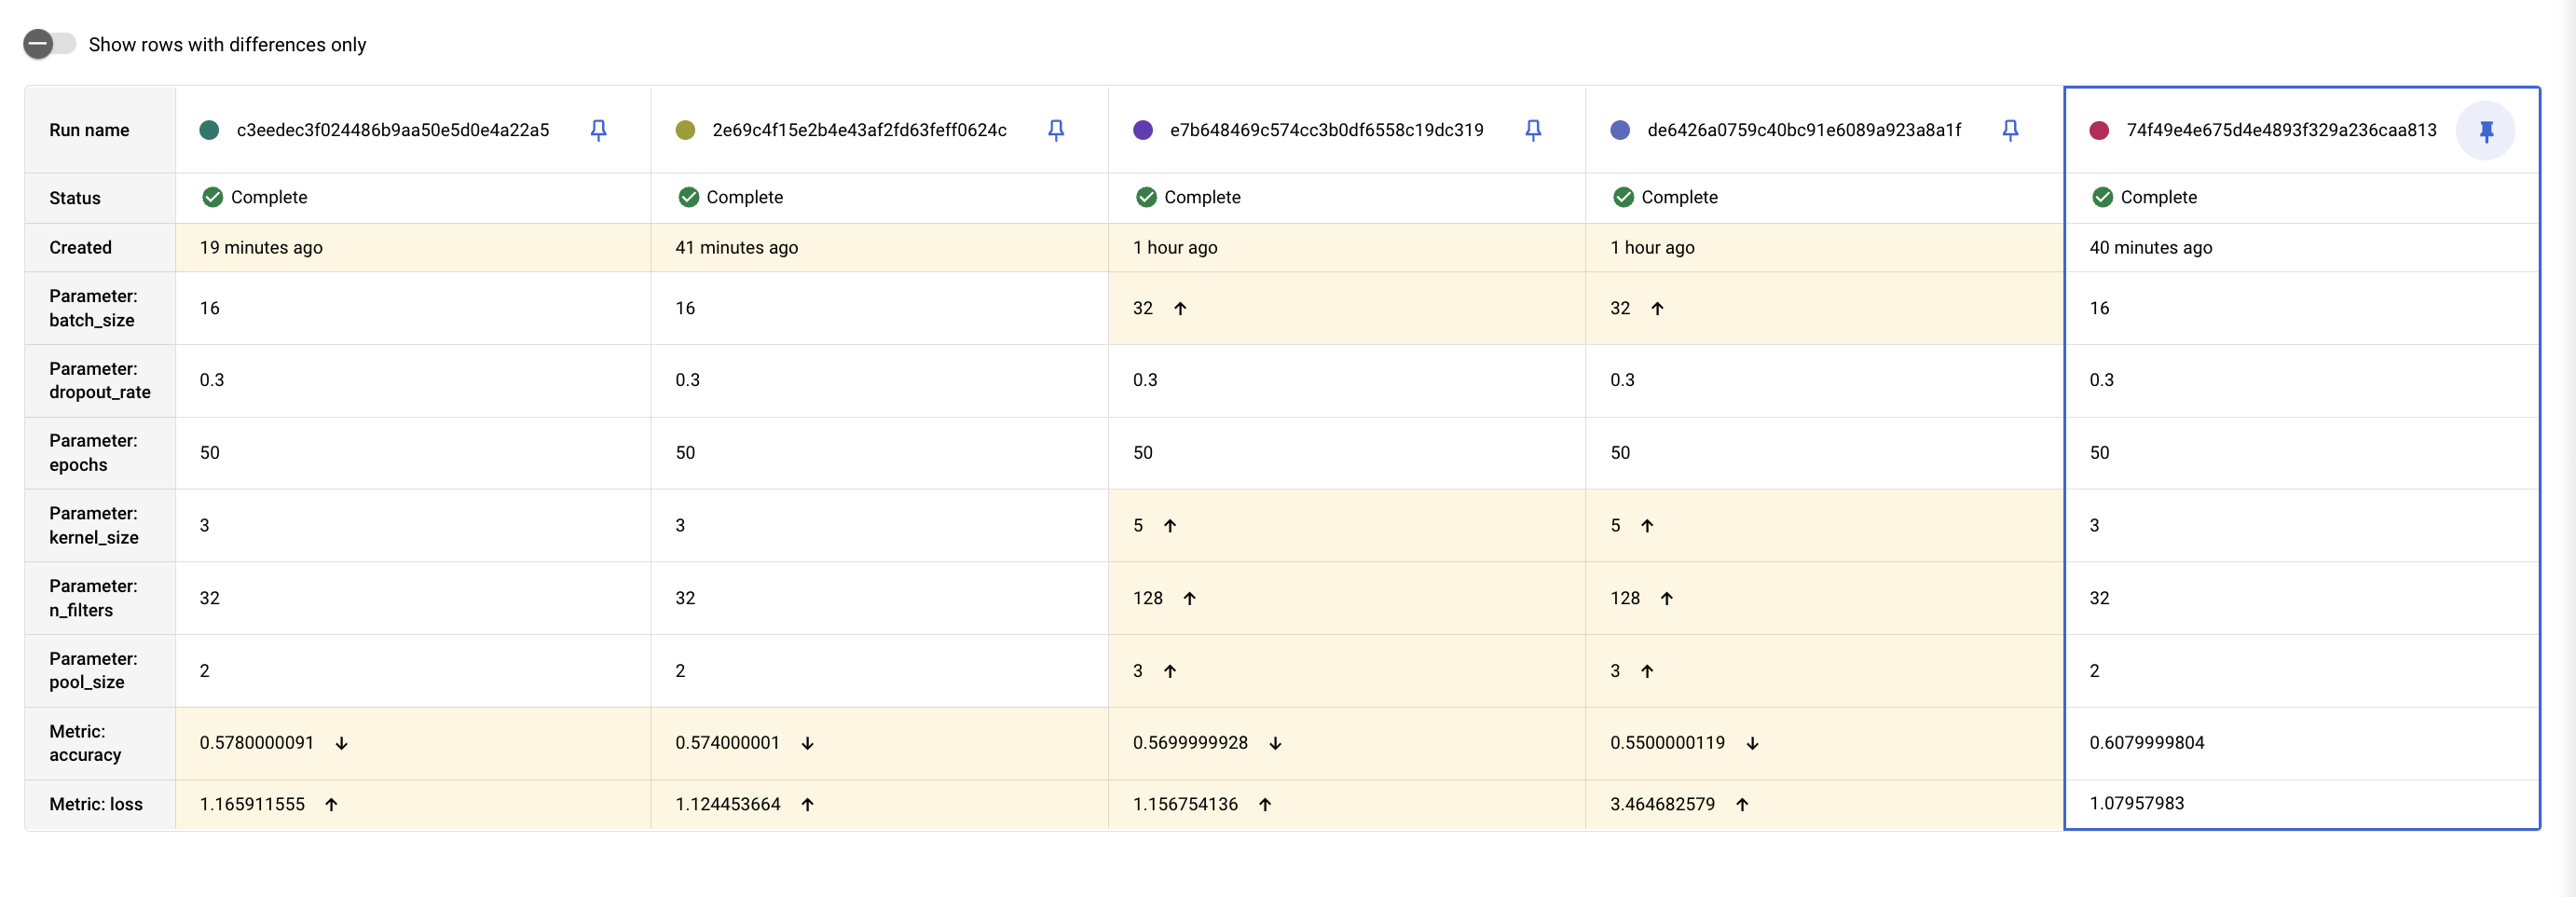 Show rows with differences only
Run name c3eedec3f024486b9aa50e5d0e4a22a5 2e69c4f15e2b4e43af2fd63feff0624c e7b648469c574cc3b0df6558c19dc319 de6426a0759c40bc91e6089a923a8a1f 74f49e4e675d4e4893f329a236caa813
Status Complete Complete Complete Complete Complete
Created 19 minutes ago 41 minutes ago 1 hour ago 1 hour ago 40 minutes ago
Parameter:
batch_size 16 16 32 ↑ 32 ↑ 16
Parameter:
dropout_rate 0.3 0.3 0.3 0.3 0.3
Parameter:
epochs 50 50 50 50 50
Parameter:
kernel_size 3 3 5 ↑ 5 ↑ 3
Parameter:
n_filters 32 32 128 ↑ 128 ↑ 32
Parameter:
pool_size 2 2 3 ↑ 3 ↑ 2
Metric:
accuracy 0.5780000091 ↓ 0.574000001 ↓ 0.5699999928 ↓ 0.5500000119 ↓ 0.6079999804
Metric: loss 1.165911555 ↑ 1.124453664 ↑ 1.156754136 ↑ 3.464682579 ↑ 1.07957983